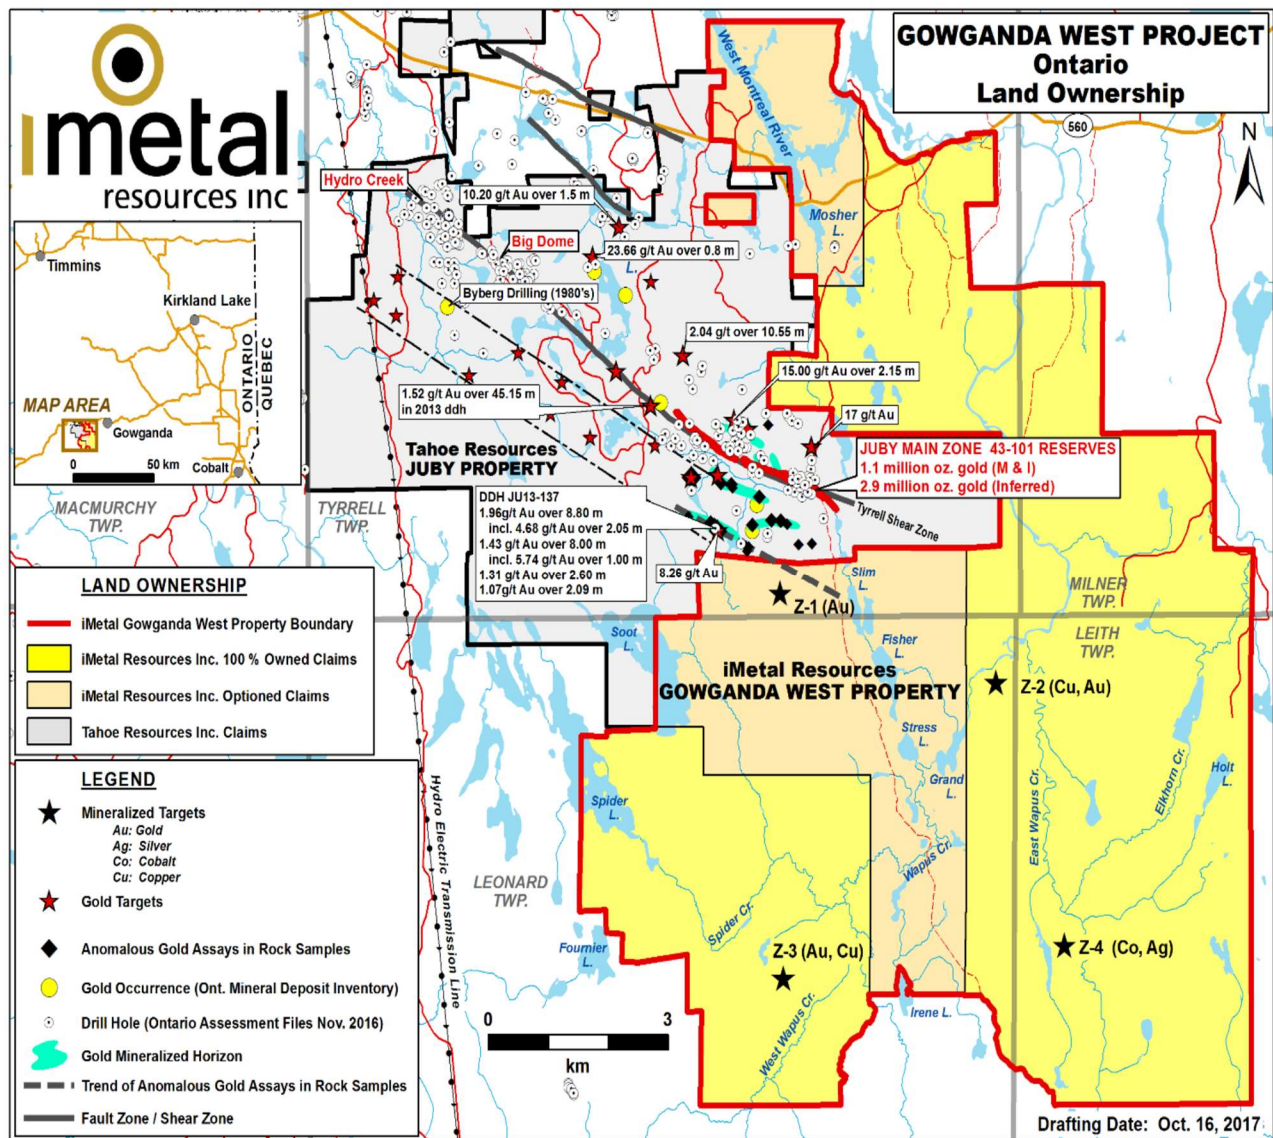 imetal
resources inc
GOWGANDA WEST PROJECT
Ontario
Land Ownership
560
N
West Montreal River
Mosher
L.
Hydro Creek
10.20 g/t Au over 1.5 m
Big Dome
23.66 g/t Au over 0.8 m
L.
Byberg Drilling (1980's)
2.04 g/t over 10.55 m
15.00 g/t Au over 2.15 m
1.52 g/t Au over 45.15 m
in 2013 ddh
17 g/t Au
Tahoe Resources
JUBY PROPERTY
JUBY MAIN ZONE 43-101 RESERVES
1.1 million oz. gold (M & I)
2.9 million oz. gold (Inferred)
Tyrrell Shear Zone
DDH JU13-137
1.96g/t Au over 8.80 m
incl. 4.68 g/t Au over 2.05 m
1.43 g/t Au over 8.00 m
incl. 5.74 g/t Au over 1.00 m
1.31 g/t Au over 2.60 m
1.07g/t Au over 2.09 m
8.26 g/t Au
Timmins
Kirkland Lake
ONTARIO
QUEBEC
MAP AREA
Gowganda
0 50 km
Cobalt
MACMURCHY
TWP.
TYRRELL
TWP.
MILNER
TWP.
LEITH
TWP.
Slim
L.
Z-1 (Au)
Soot
L.
Fisher
L.
iMetal Resources
GOWGANDA WEST PROPERTY
Z-2 (Cu, Au)
Stress
L.
Grand
L.
Holt
L.
Elkhorn Cr.
East Wapus Cr.
Spider
L.
Wapus Cr.
LEONARD
TWP.
Spider Cr.
Fournier
L.
Z-3 (Au, Cu)
Z-4 (Co, Ag)
West Wapus Cr.
Irene L.
Hydro Electric Transmission Line
0 3
km
LAND OWNERSHIP
iMetal Gowganda West Property Boundary
iMetal Resources Inc. 100 % Owned Claims
iMetal Resources Inc. Optioned Claims
Tahoe Resources Inc. Claims
LEGEND
Mineralized Targets
Au: Gold
Ag: Silver
Co: Cobalt
Cu: Copper
Gold Targets
Anomalous Gold Assays in Rock Samples
Gold Occurrence (Ont. Mineral Deposit Inventory)
Drill Hole (Ontario Assessment Files Nov. 2016)
Gold Mineralized Horizon
Trend of Anomalous Gold Assays in Rock Samples
Fault Zone / Shear Zone
Drafting Date: Oct. 16, 2017